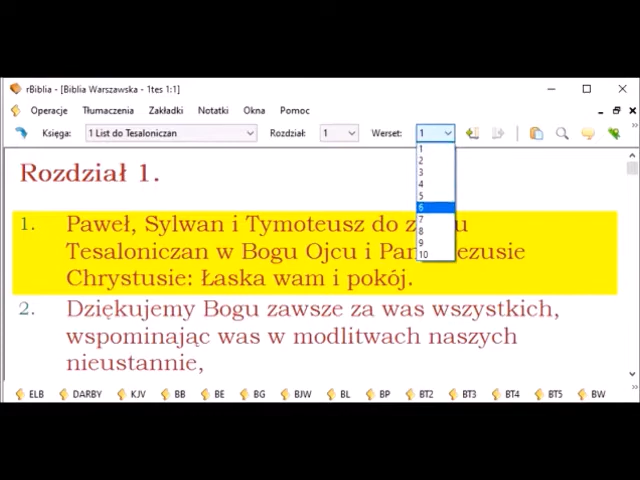 rBiblia - [Biblia Warszawska - 1tes 1:1]
Operacje Tłumaczenia Zakładki Notatki Okna Pomoc
Księga: 1 List do Tesaloniczan Rozdział: 1 Werset: 1
1
2
3
4
5
6
7
8
9
10
Rozdział 1.
1. Paweł, Sylwan i Tymoteusz do z u
Tesaloniczan w Bogu Ojcu i Pan ezusie
Chrystusie: Łaska wam i pokój.
2. Dziękujemy Bogu zawsze za was wszystkich,
wspominając was w modlitwach naszych
nieustannie,
ELB DARBY KJV BB BE BG BJW BL BP BT2 BT3 BT4 BT5 BW